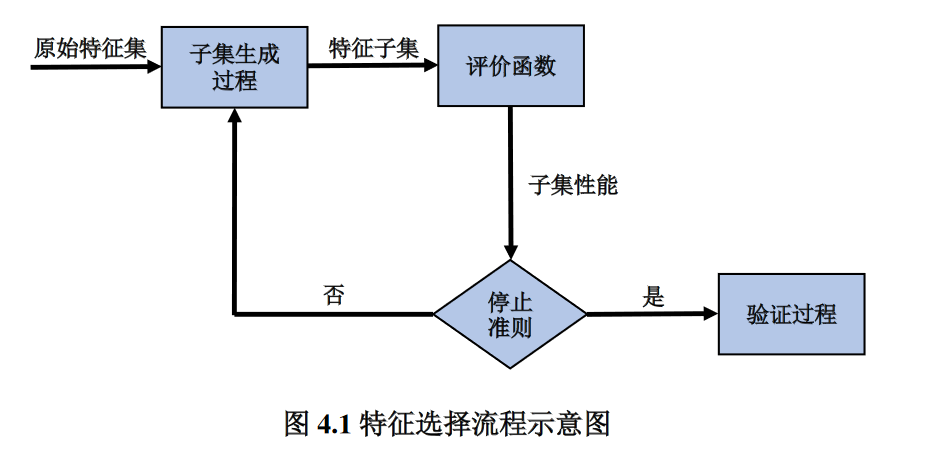 原始特征集
子集生成
过程
特征子集
评价函数
子集性能
停止
准则
否
是
验证过程
图 4.1 特征选择流程示意图